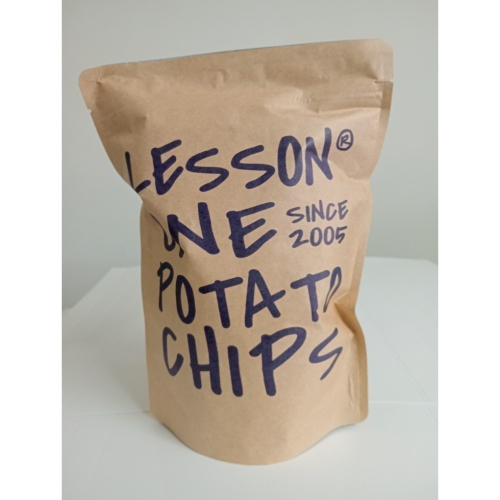 LESSON®
ONE SINCE
2005
POTATO
CHIPS